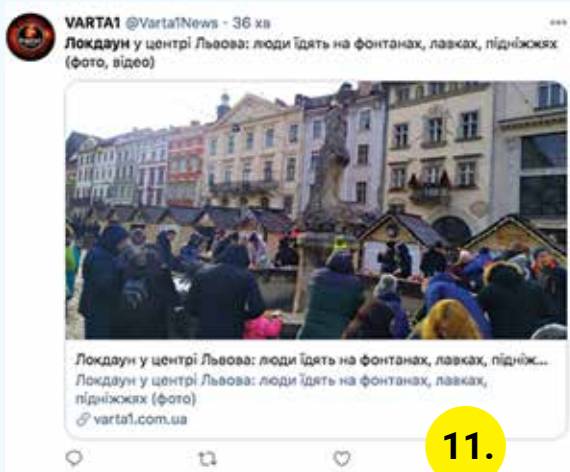 VARTA1 @Varta1News · 36 хв
Локдаун у центрі Львова: люди їдять на фонтанах, лавках, підніжжях
(фото, відео)
Локдаун у центрі Львова: люди їдять на фонтанах, лавках, підніж...
Локдаун у центрі Львова: люди їдять на фонтанах, лавках,
підніжжях (фото)
varta1.com.ua
11.